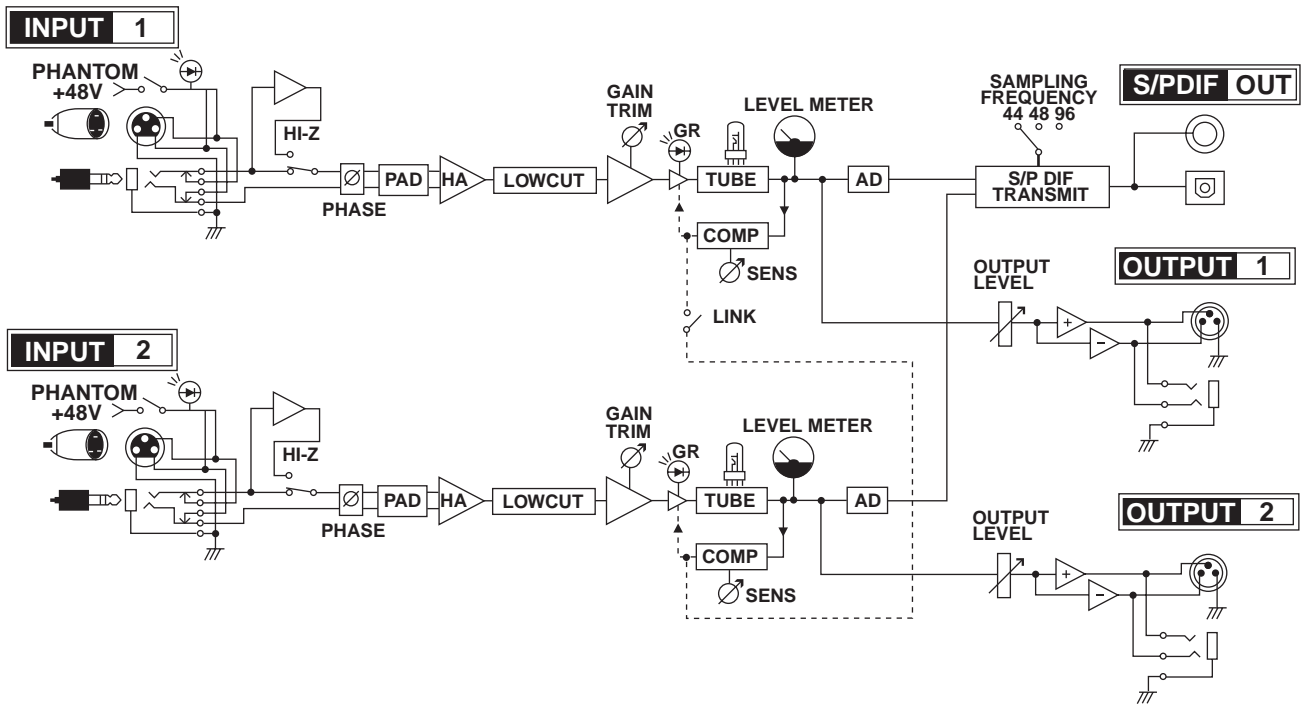 INPUT 1
PHANTOM
+48V
HI-Z
PHASE
PAD
HA
LOWCUT
GAIN
TRIM
GR
TUBE
LEVEL METER
COMP
SENS
LINK
AD
SAMPLING
FREQUENCY
44 48 96
S/P DIF
TRANSMIT
S/PDIF OUT
OUTPUT
LEVEL
+
-
OUTPUT 1
INPUT 2
PHANTOM
+48V
HI-Z
PHASE
PAD
HA
LOWCUT
GAIN
TRIM
GR
TUBE
LEVEL METER
COMP
SENS
AD
OUTPUT
LEVEL
+
-
OUTPUT 2